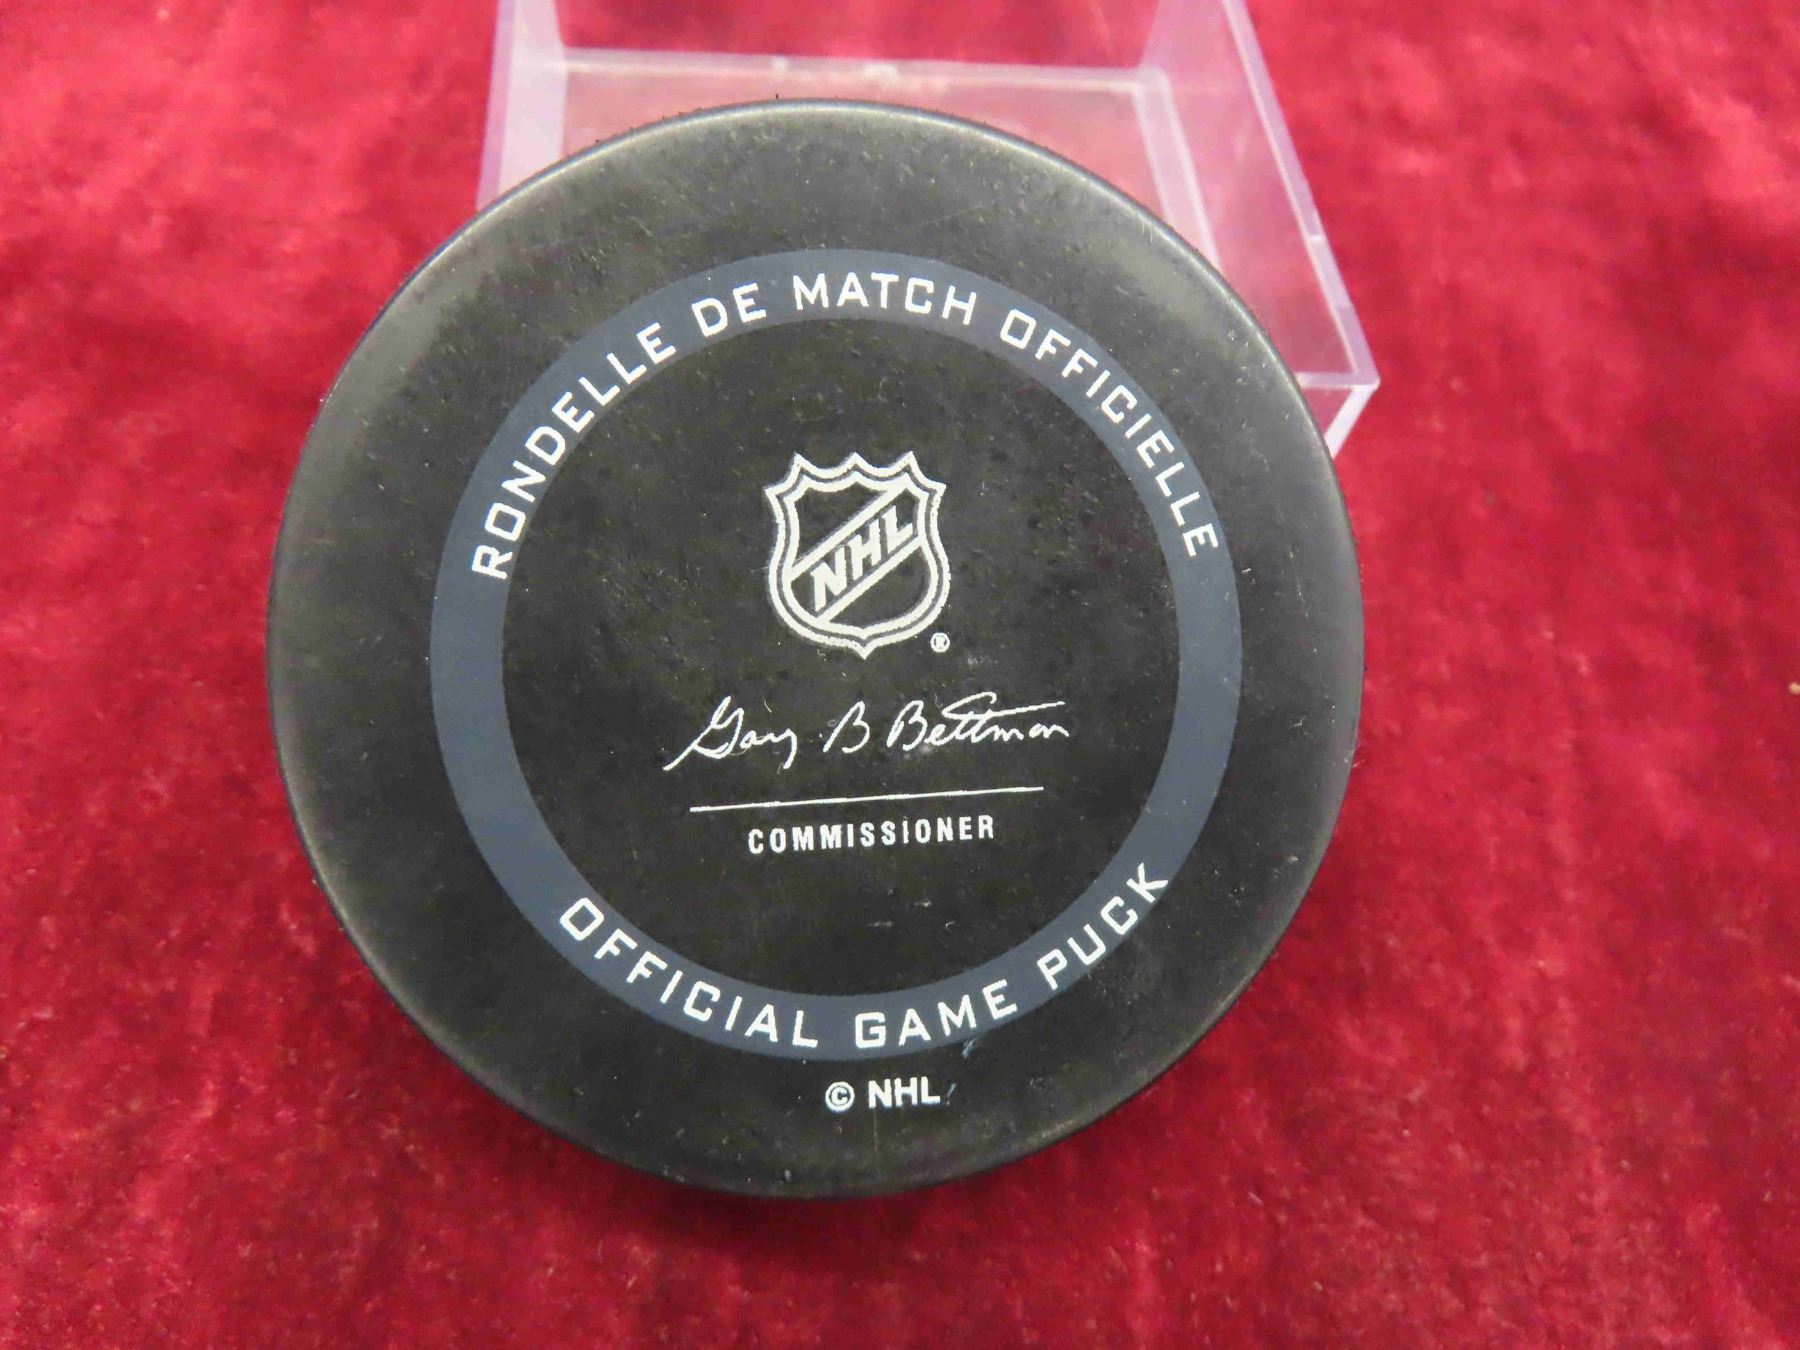 RONDELLE DE MATCH OFFICIELLE
NHL
®
Gary B Bettman
COMMISSIONER
OFFICIAL GAME PUCK
© NHL